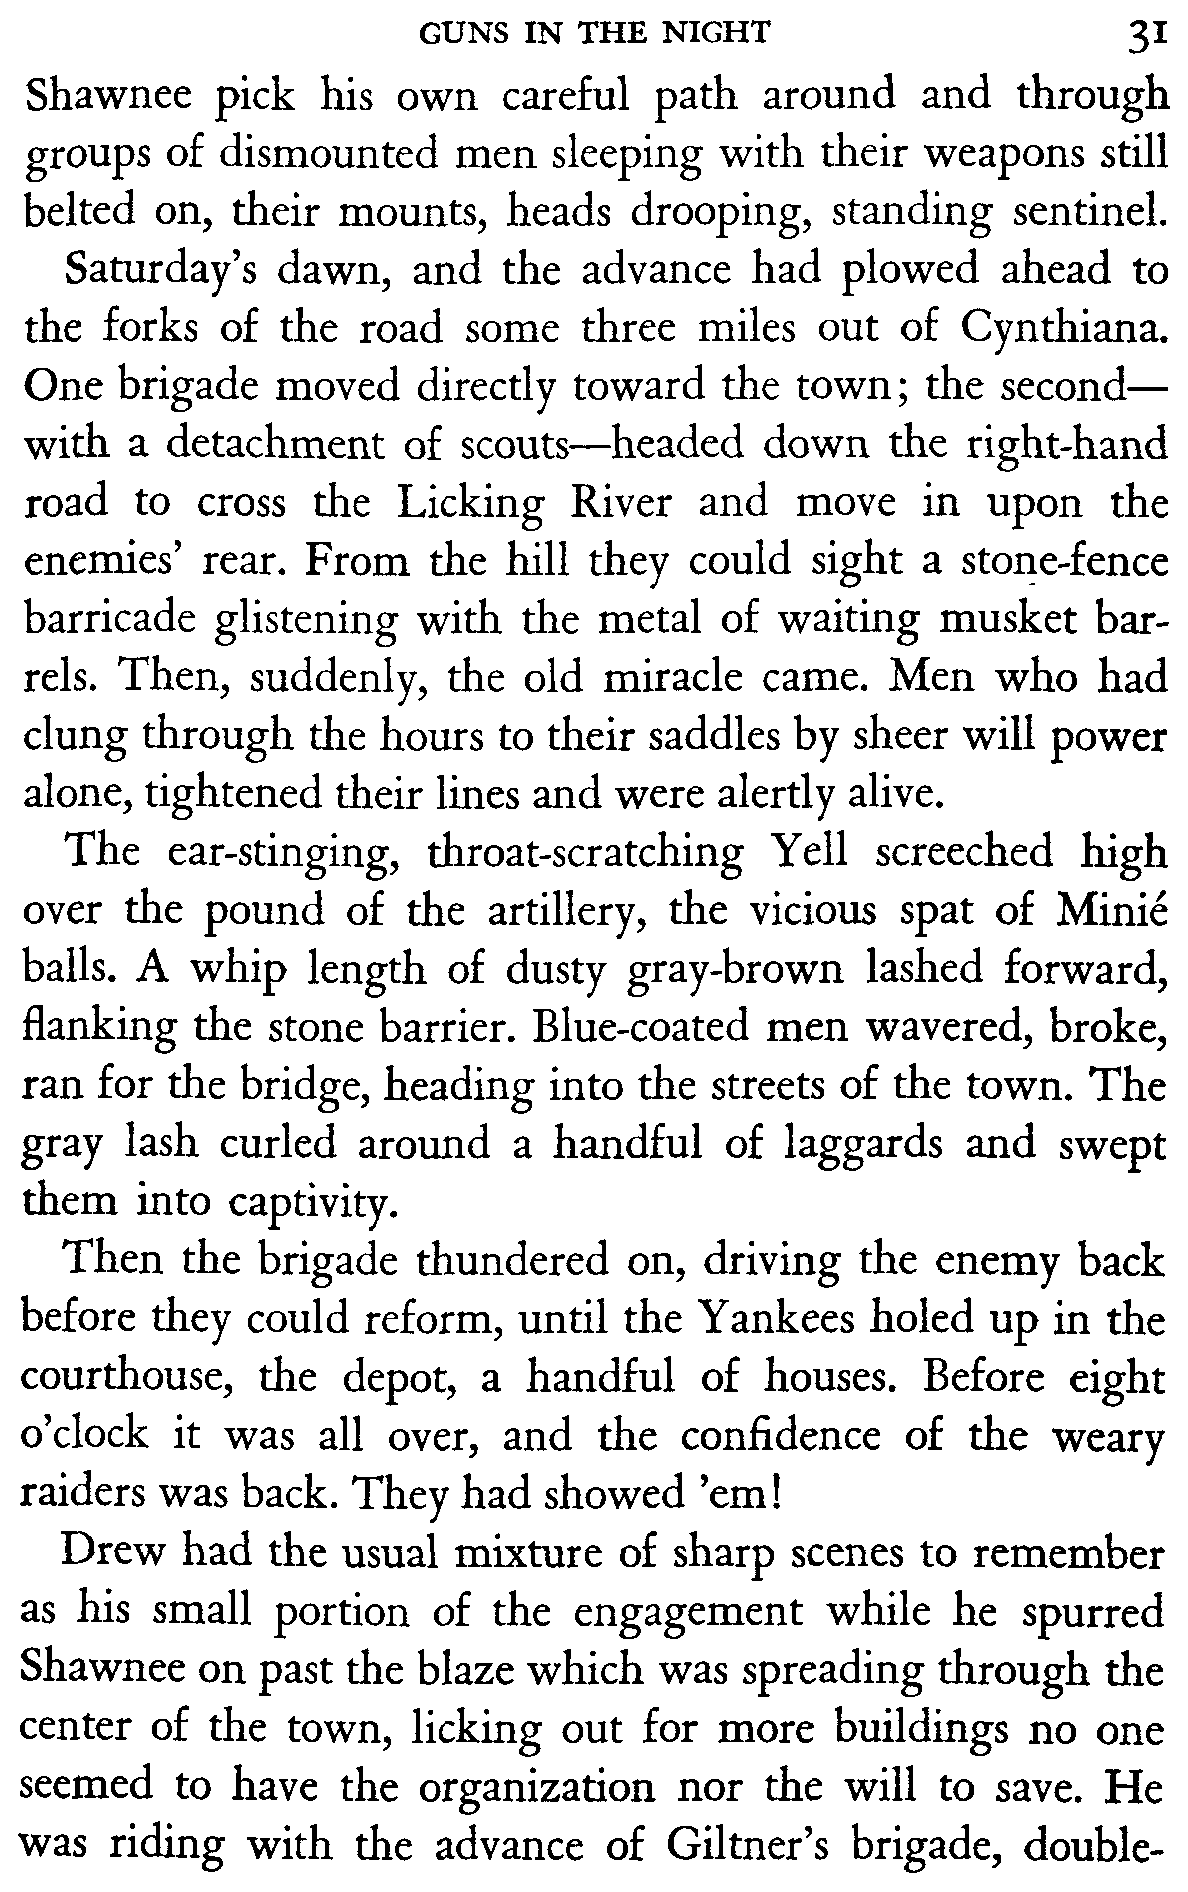 GUNS IN THE NIGHT 31
Shawnee pick his own careful path around and through
groups of dismounted men sleeping with their weapons still
belted on, their mounts, heads drooping, standing sentinel.
Saturday's dawn, and the advance had plowed ahead to
the forks of the road some three miles out of Cynthiana.
One brigade moved directly toward the town; the second—
with a detachment of scouts—headed down the right-hand
road to cross the Licking River and move in upon the
enemies' rear. From the hill they could sight a stone-fence
barricade glistening with the metal of waiting musket bar-
rels. Then, suddenly, the old miracle came. Men who had
clung through the hours to their saddles by sheer will power
alone, tightened their lines and were alertly alive.
The ear-stinging, throat-scratching Yell screeched high
over the pound of the artillery, the vicious spat of Minié
balls. A whip length of dusty gray-brown lashed forward,
flanking the stone barrier. Blue-coated men wavered, broke,
ran for the bridge, heading into the streets of the town. The
gray lash curled around a handful of laggards and swept
them into captivity.
Then the brigade thundered on, driving the enemy back
before they could reform, until the Yankees holed up in the
courthouse, the depot, a handful of houses. Before eight
o'clock it was all over, and the confidence of the weary
raiders was back. They had showed 'em!
Drew had the usual mixture of sharp scenes to remember
as his small portion of the engagement while he spurred
Shawnee on past the blaze which was spreading through the
center of the town, licking out for more buildings no one
seemed to have the organization nor the will to save. He
was riding with the advance of Giltner's brigade, double-